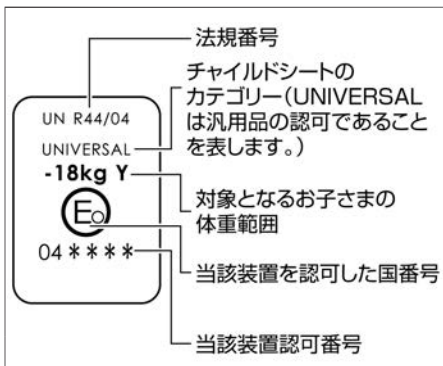 法規番号
チャイルドシートの
カテゴリー(UNIVERSAL
は汎用品の認可であること
を表します。)
UN R44/04
UNIVERSAL
-18kg Y
対象となるお子さまの
体重範囲
E○
04****
当該装置を認可した国番号
当該装置認可番号